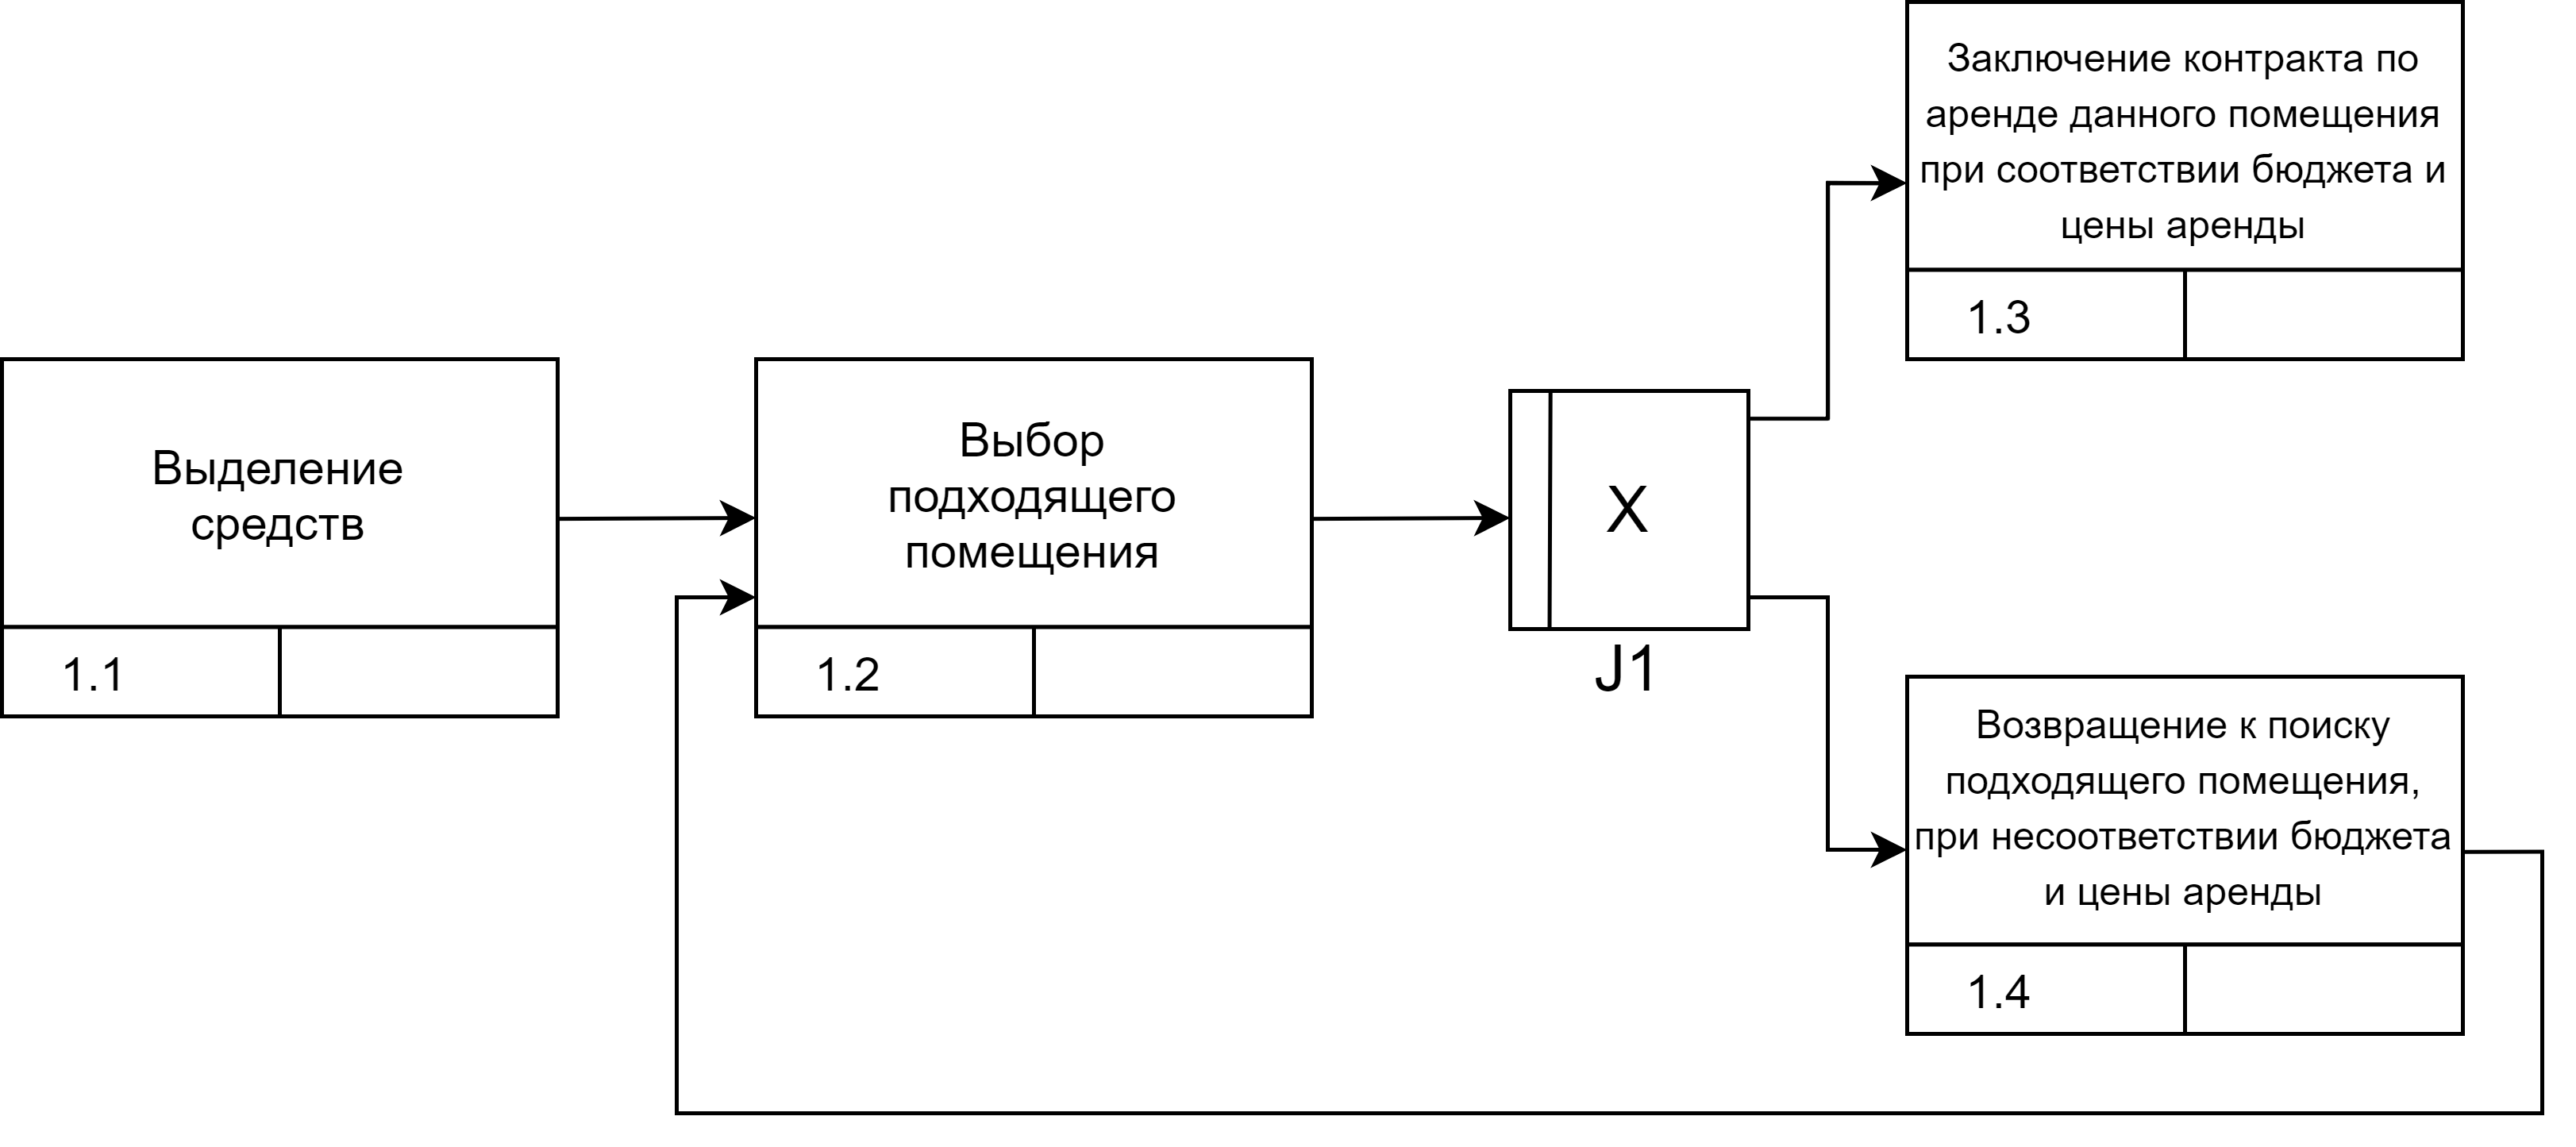 Выделение
средств
1.1
Выбор
подходящего
помещения
1.2
X
J1
Заключение контракта по
аренде данного помещения
при соответствии бюджета и
цены аренды
1.3
Возвращение к поиску
подходящего помещения,
при несоответствии бюджета
и цены аренды
1.4